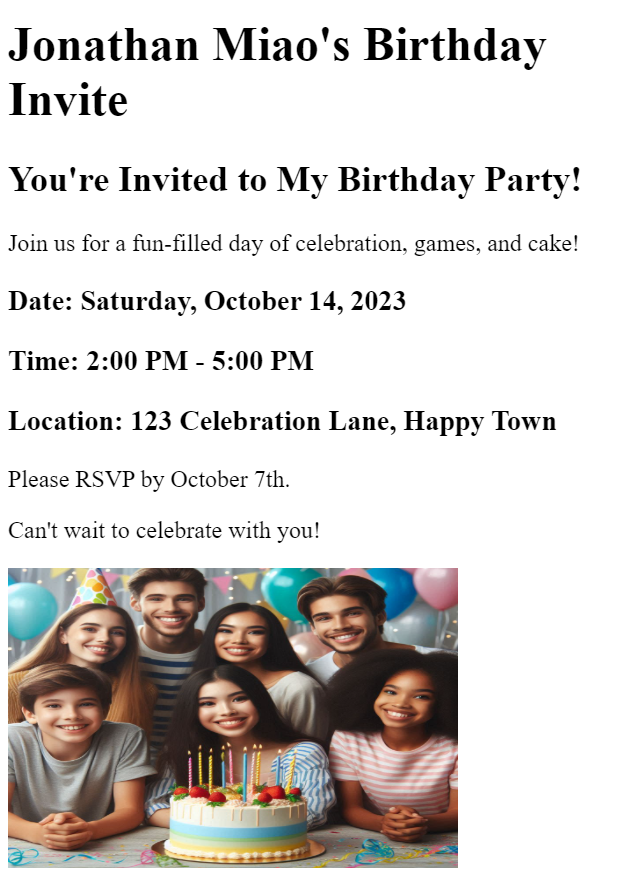 Jonathan Miao's Birthday
Invite
You're Invited to My Birthday Party!
Join us for a fun-filled day of celebration, games, and cake!
Date: Saturday, October 14, 2023
Time: 2:00 PM - 5:00 PM
Location: 123 Celebration Lane, Happy Town
Please RSVP by October 7th.
Can't wait to celebrate with you!